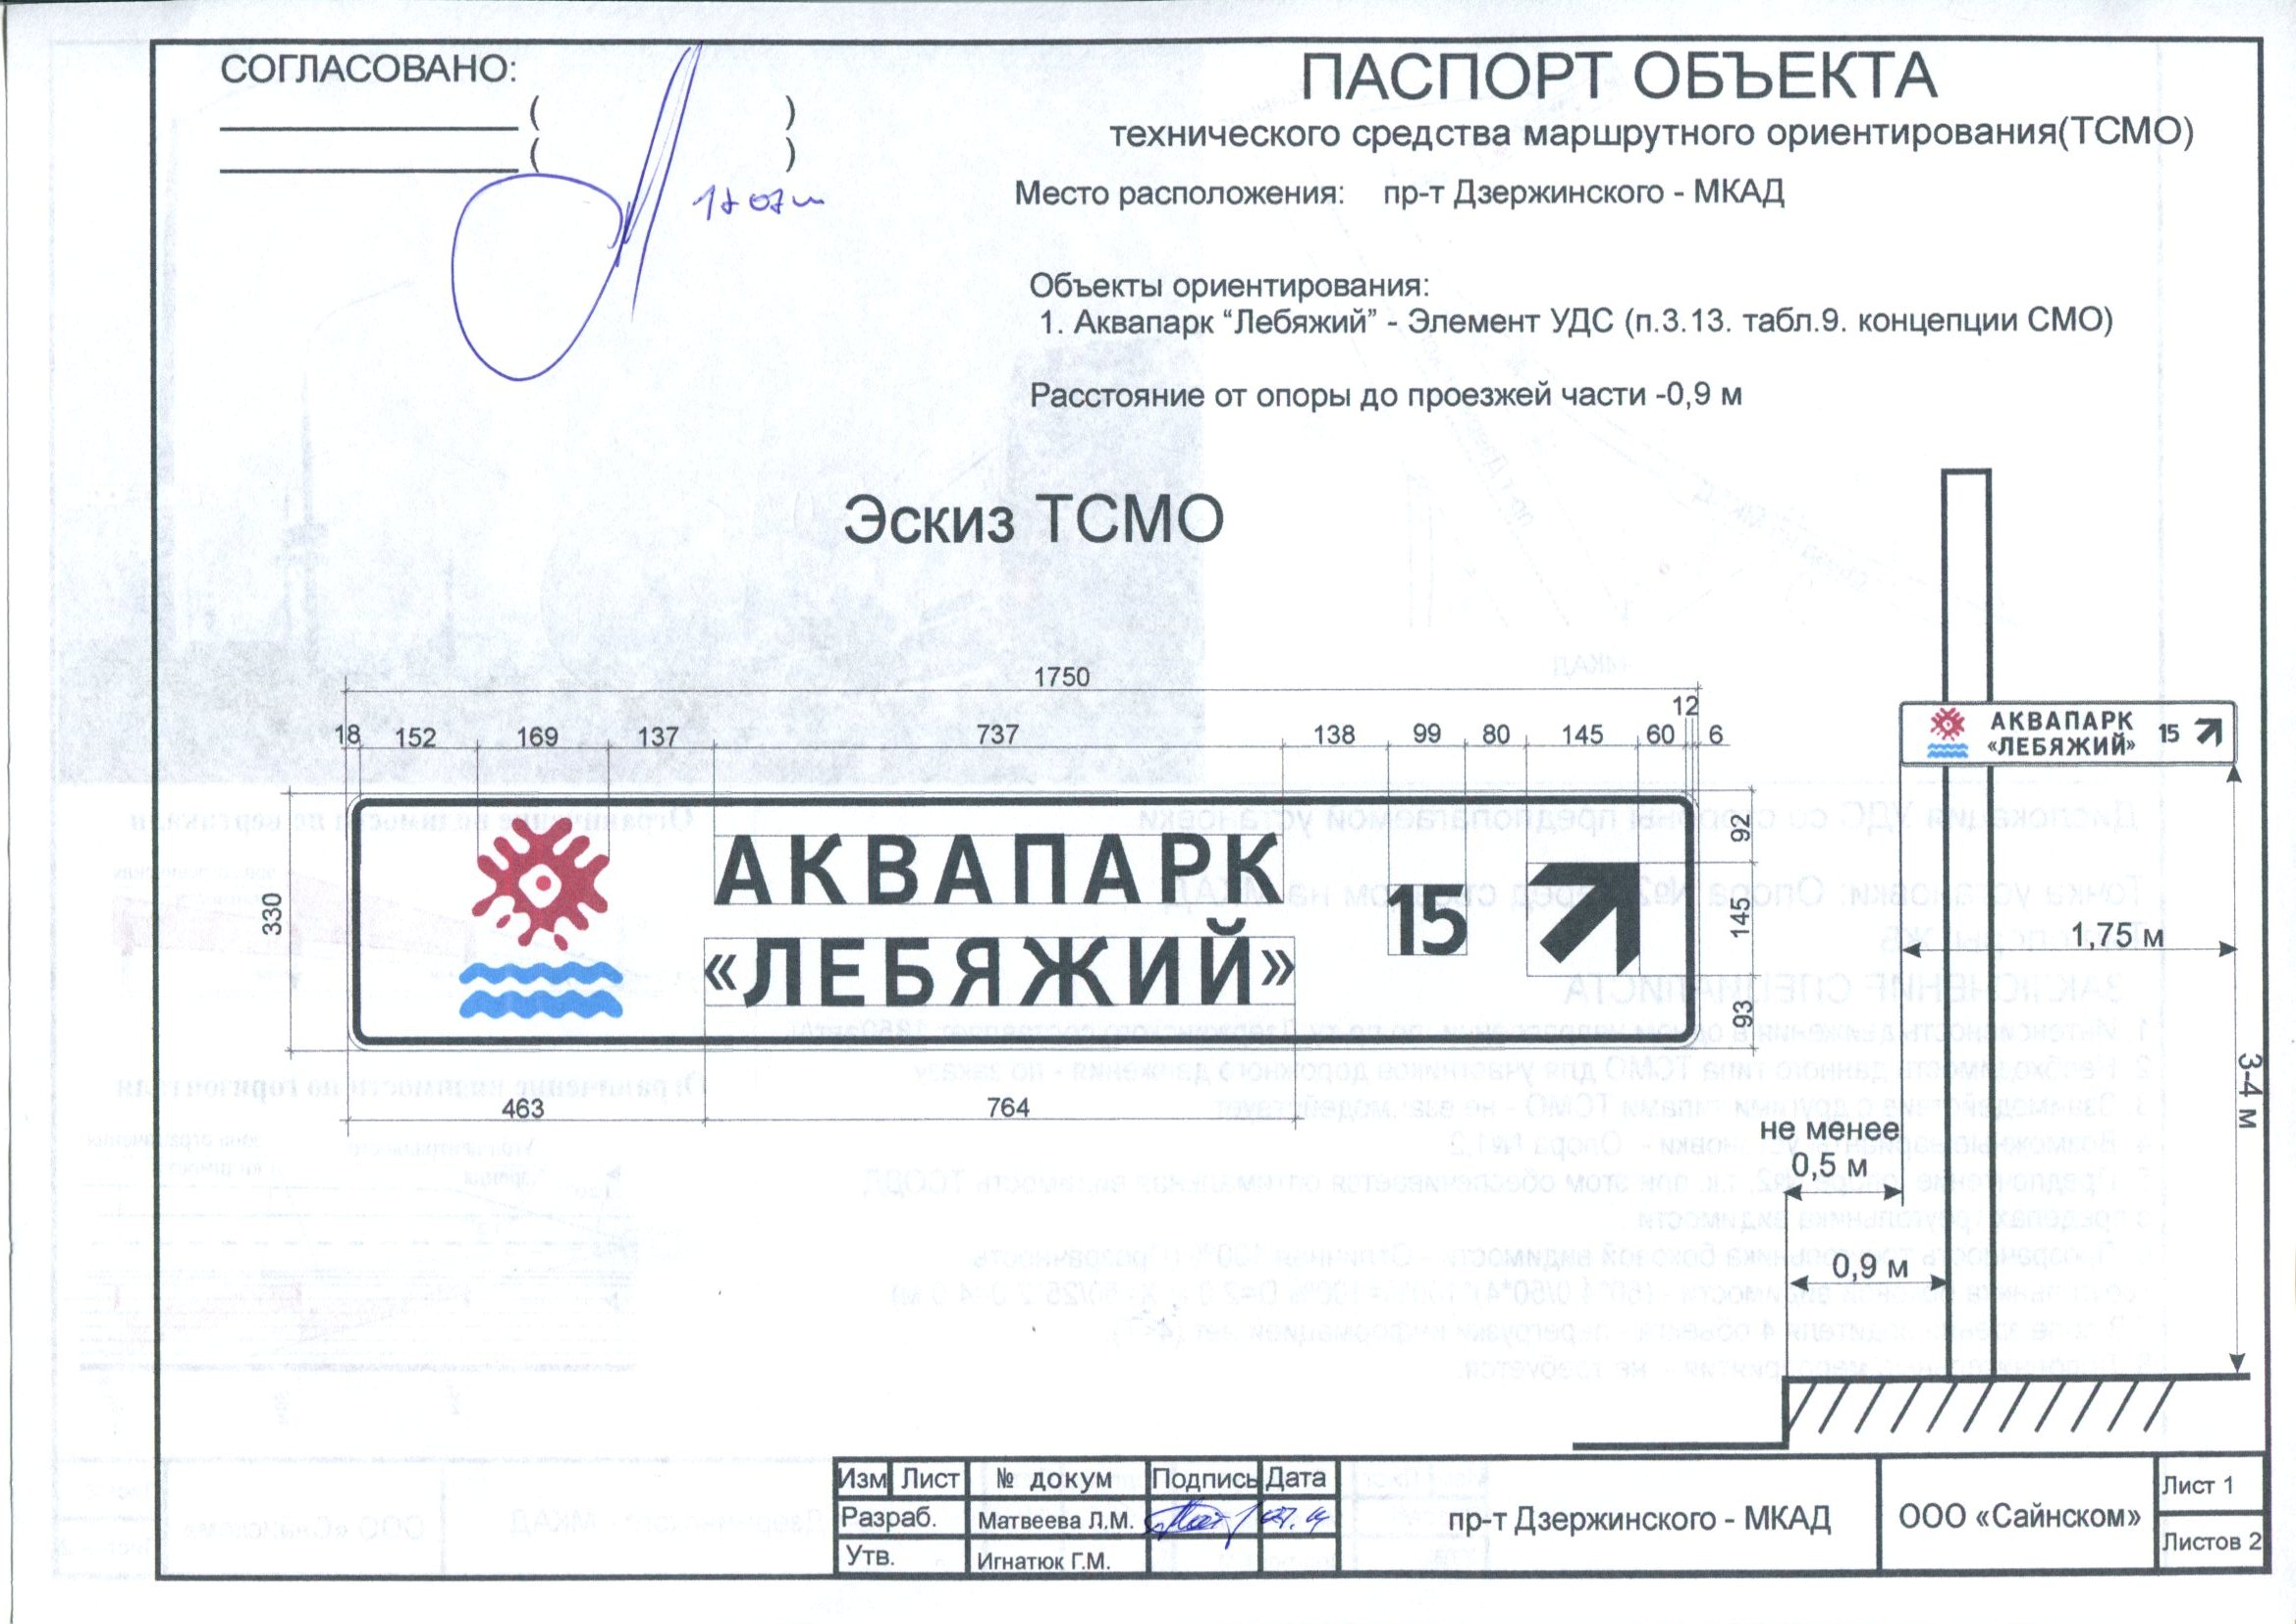 СОГЛАСОВАНО:
( )
( )
ПАСПОРТ ОБЪЕКТА
технического средства маршрутного ориентирования(ТСМО)
Место расположения: пр-т Дзержинского - МКАД
Объекты ориентирования:
1. Аквапарк “Лебяжий” - Элемент УДС (п.3.13. табл.9. концепции СМО)
Расстояние от опоры до проезжей части -0,9 м
Эскиз ТСМО
1750
12
18 152 169 137 737 138 99 80 145 60 6
330
АКВАПАРК
«ЛЕБЯЖИЙ»
15
92
145
93
463 764
АКВАПАРК
«ЛЕБЯЖИЙ»
15
1,75 м
3-4 м
не менее
0,5 м
0,9 м
Изм Лист № докум Подпись Дата
Разраб. Матвеева Л.М.
Утв. Игнатюк Г.М.
пр-т Дзержинского - МКАД
ООО «Сайнском»
Лист 1
Листов 2